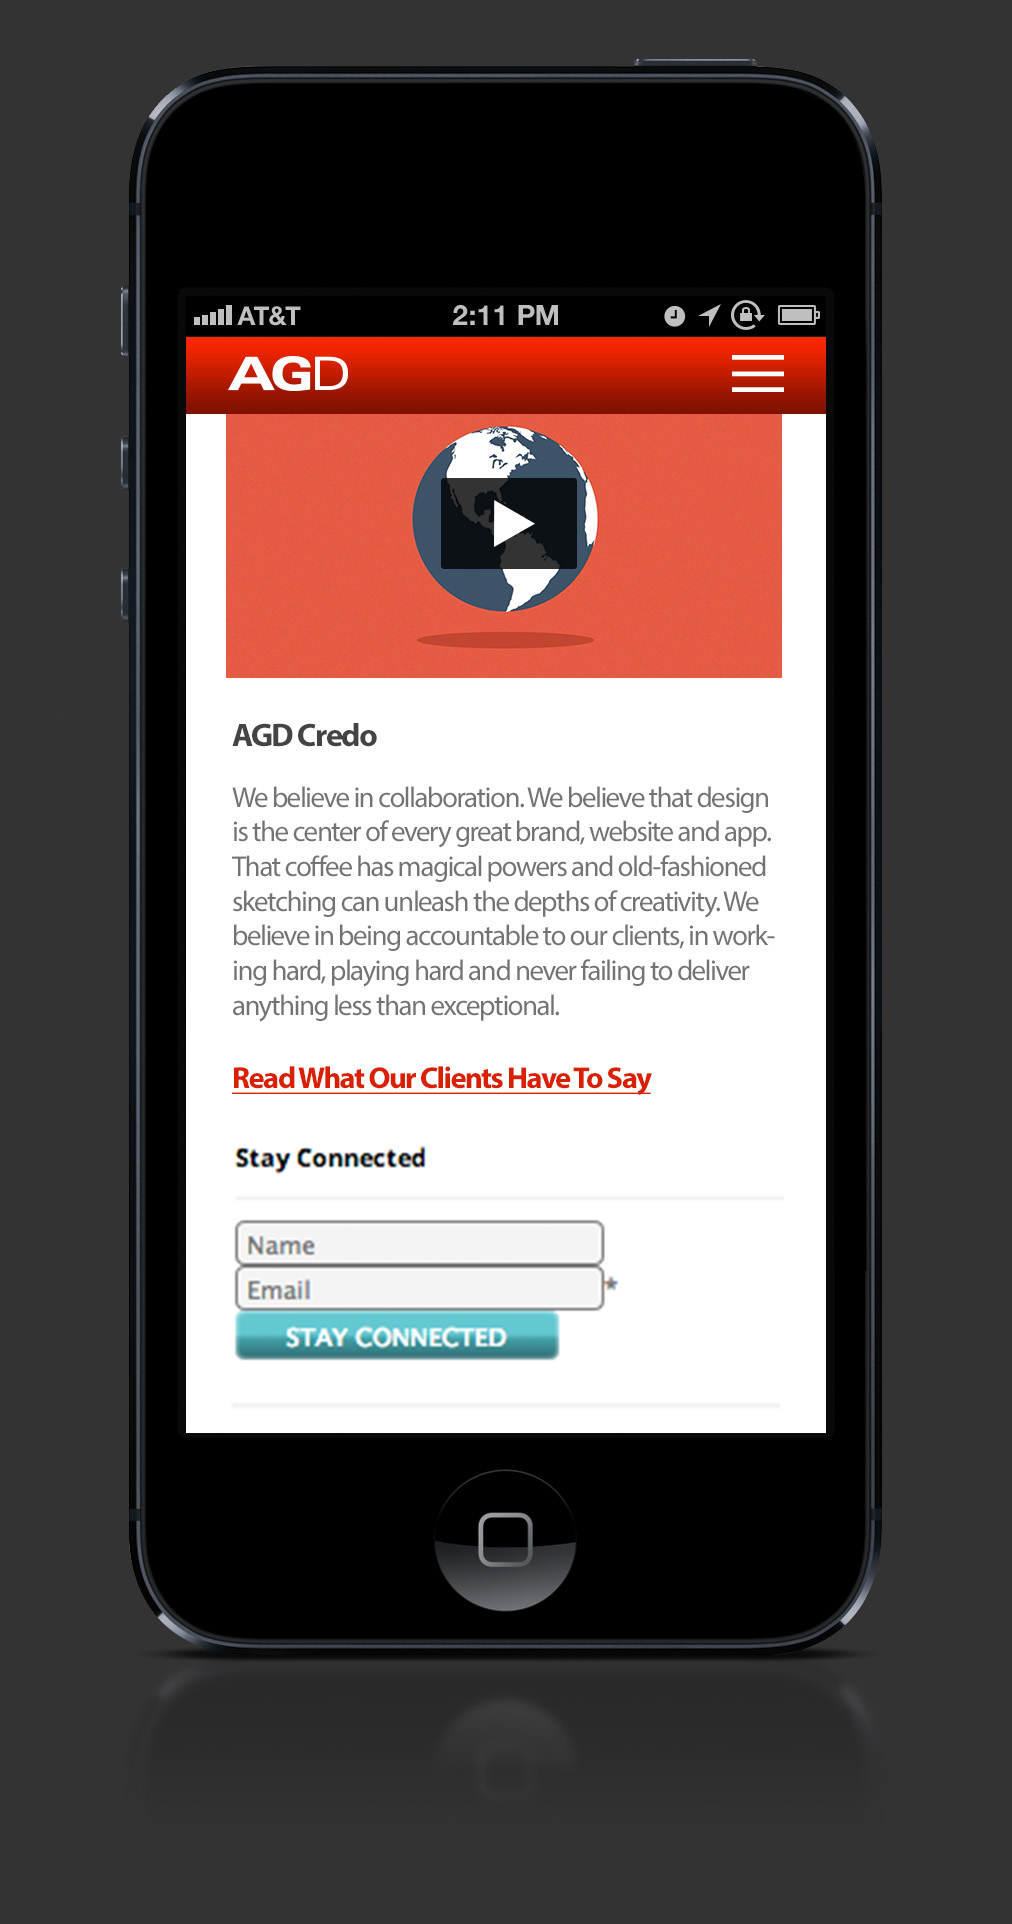 AT&T 2:11 PM
AGD
AGD Credo
We believe in collaboration. We believe that design
is the center of every great brand, website and app.
That coffee has magical powers and old-fashioned
sketching can unleash the depths of creativity. We
believe in being accountable to our clients, in work-
ing hard, playing hard and never failing to deliver
anything less than exceptional.
Read What Our Clients Have To Say
Stay Connected
Name
Email *
STAY CONNECTED